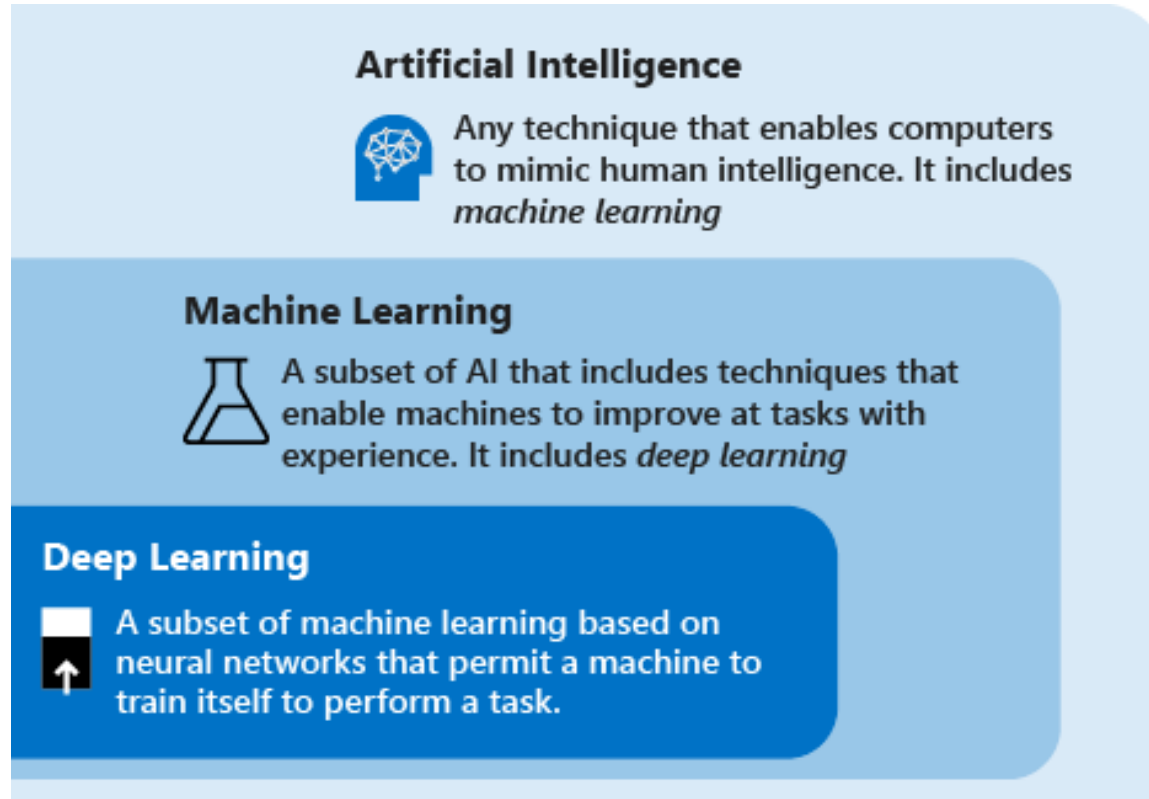 Artificial Intelligence
Any technique that enables computers
to mimic human intelligence. It includes
machine learning
Machine Learning
A subset of AI that includes techniques that
enable machines to improve at tasks with
experience. It includes deep learning
Deep Learning
A subset of machine learning based on
neural networks that permit a machine to
train itself to perform a task.